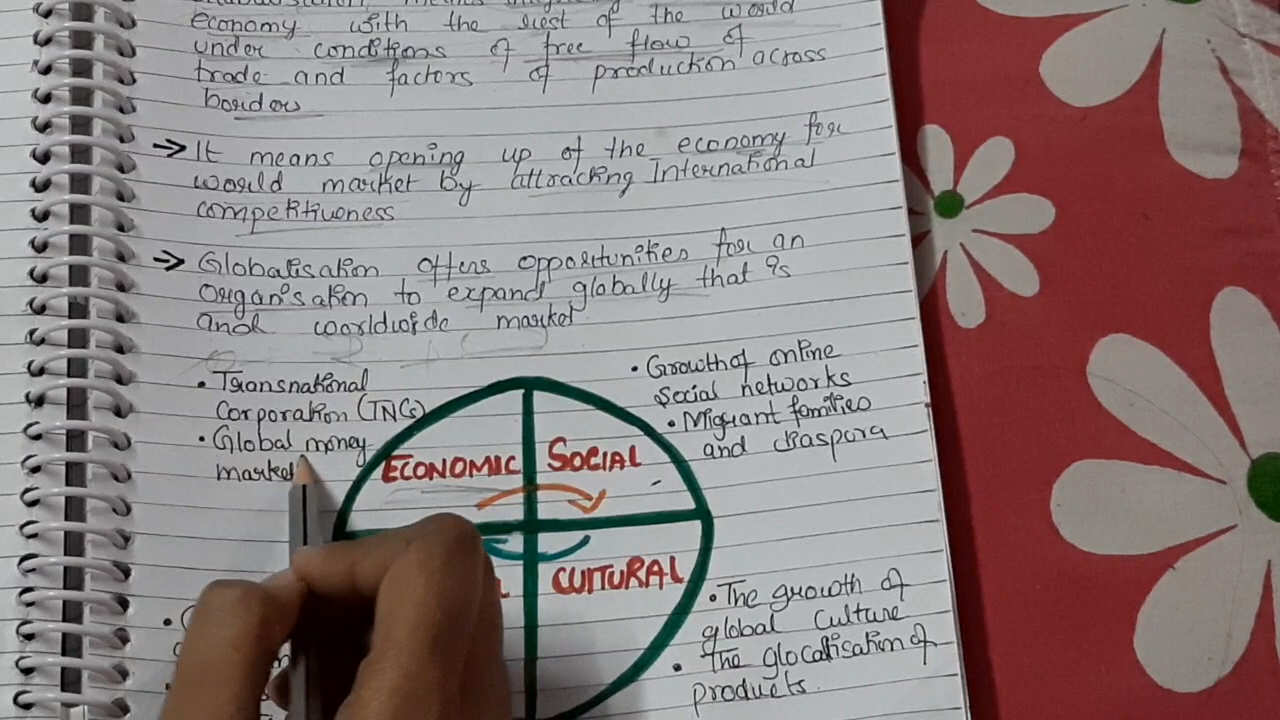 economy with the rest of the world
under conditions of free flow of
trade and factors of production across
borders
→ It means opening up of the economy for
world market by attracking International
competitiveness
→ Globalisation offers opportunities for an
Organisation to expand globally that is
and worldwide market
• Transnational
Corporation (TNCs)
• Global money
market
• Growth of online
Social networks
• Migrant families
and diaspora
ECONOMIC
SOCIAL
CULTURAL
• The growth of
global Culture
• The glocalisation of
products.